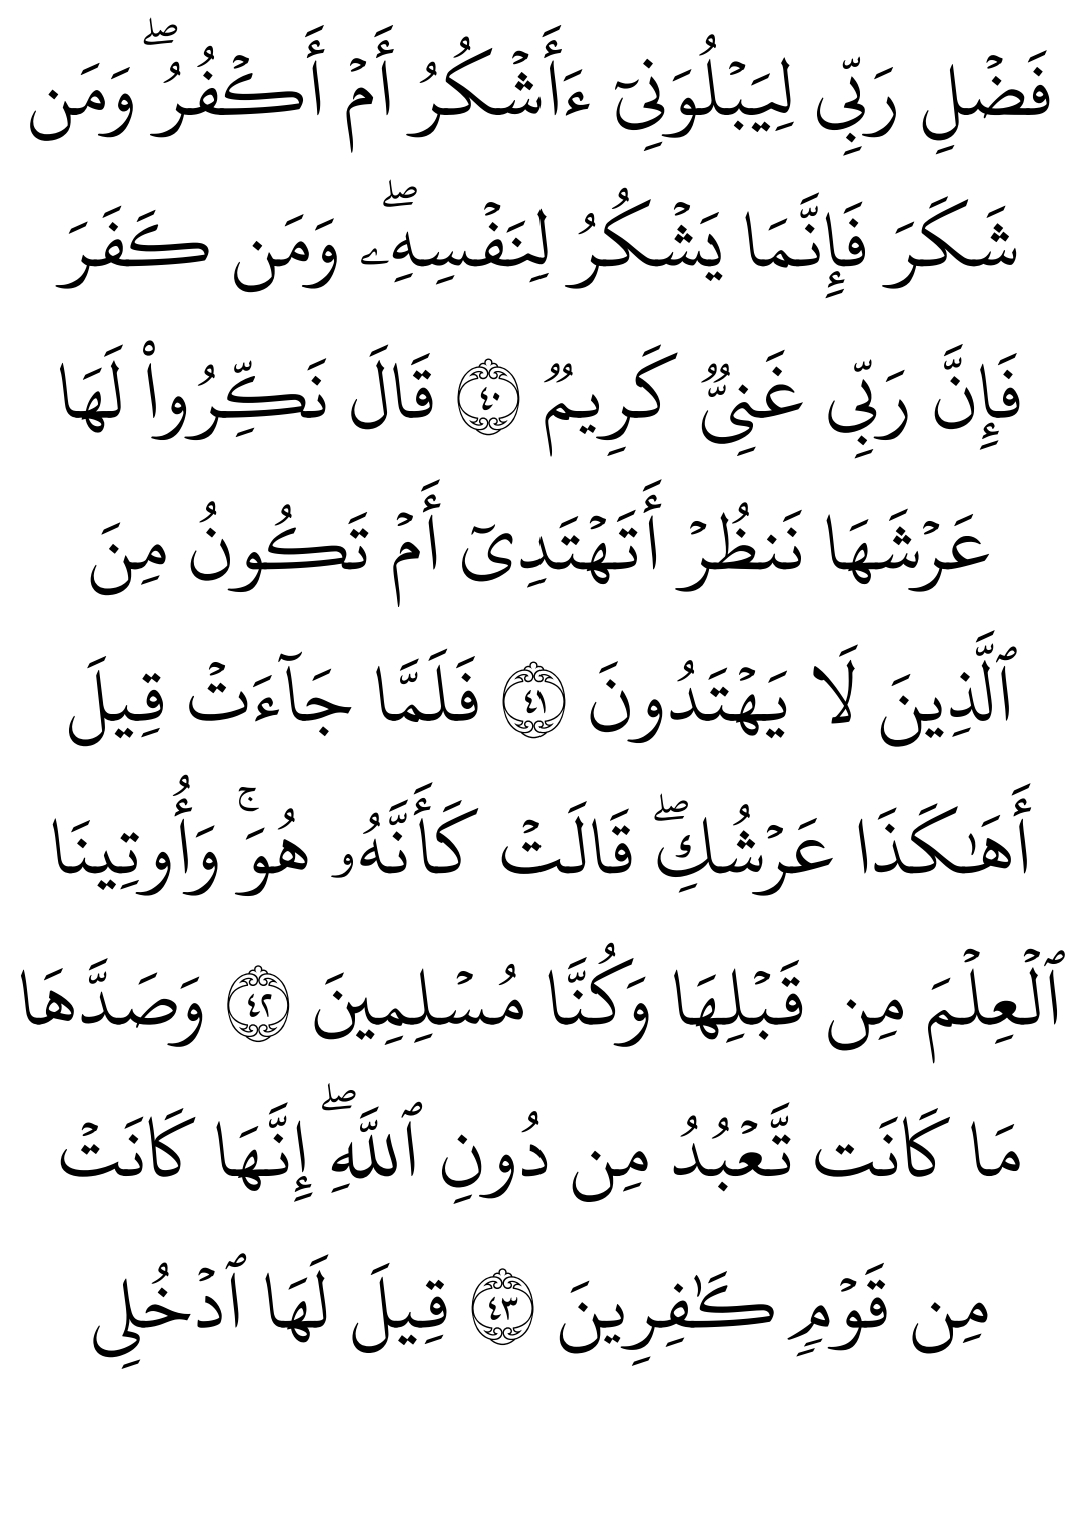 فَضۡلِ رَبِّي لِيَبۡلُوَنِيٓ ءَأَشۡكُرُ أَمۡ أَكۡفُرُۖ وَمَن
شَكَرَ فَإِنَّمَا يَشۡكُرُ لِنَفۡسِهِۦۖ وَمَن كَفَرَ
فَإِنَّ رَبِّي غَنِيّٞ كَرِيمٞ ٤٠ قَالَ نَكِّرُواْ لَهَا
عَرۡشَهَا نَنظُرۡ أَتَهۡتَدِيٓ أَمۡ تَكُونُ مِنَ
ٱلَّذِينَ لَا يَهۡتَدُونَ ٤١ فَلَمَّا جَآءَتۡ قِيلَ
أَهَٰكَذَا عَرۡشُكِۖ قَالَتۡ كَأَنَّهُۥ هُوَۚ وَأُوتِينَا
ٱلۡعِلۡمَ مِن قَبۡلِهَا وَكُنَّا مُسۡلِمِينَ ٤٢ وَصَدَّهَا
مَا كَانَت تَّعۡبُدُ مِن دُونِ ٱللَّهِۖ إِنَّهَا كَانَتۡ
مِن قَوۡمٖ كَٰفِرِينَ ٤٣ قِيلَ لَهَا ٱدۡخُلِي